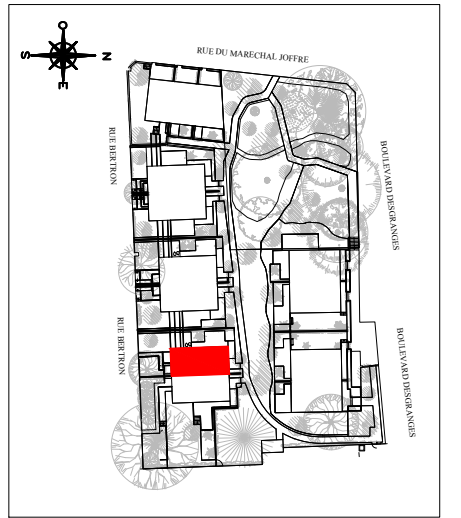 O
S N
E
RUE DU MARECHAL JOFFRE
RUE BERTRON
BOULEVARD DESGRANGES
RUE BERTRON
BOULEVARD DESGRANGES